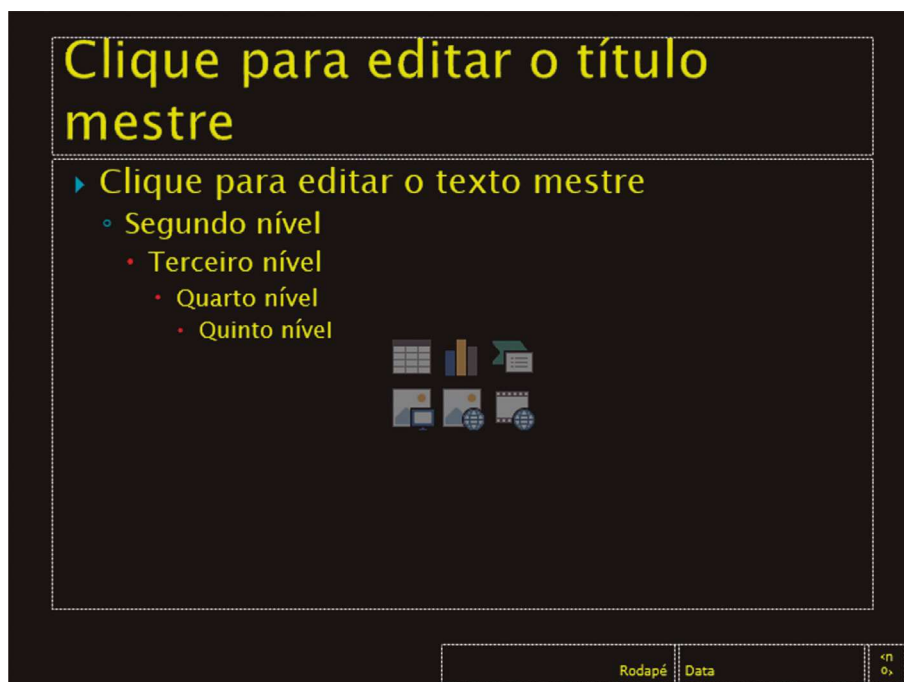 Clique para editar o título
mestre
Clique para editar o texto mestre
Segundo nível
Terceiro nível
Quarto nível
Quinto nível
Rodapé
Data
‹n
o›